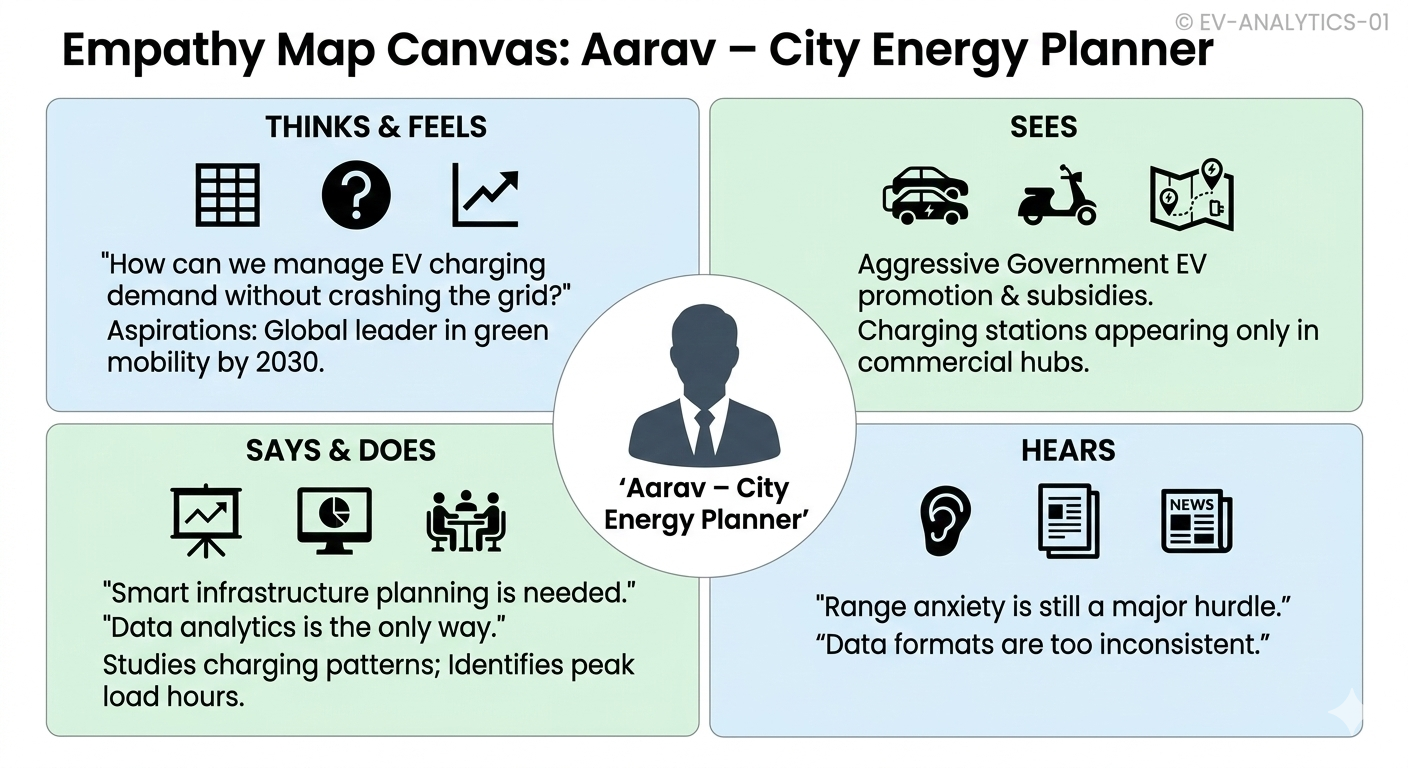 © EV-ANALYTICS-01
Empathy Map Canvas: Aarav – City Energy Planner
THINKS & FEELS
"How can we manage EV charging
demand without crashing the grid?"
Aspirations: Global leader in green
mobility by 2030.
SEES
Aggressive Government EV
promotion & subsidies.
Charging stations appearing only in
commercial hubs.
‘Aarav – City
Energy Planner’
SAYS & DOES
"Smart infrastructure planning is needed.”
"Data analytics is the only way."
Studies charging patterns; Identifies peak
load hours.
HEARS
NEWS
"Range anxiety is still a major hurdle.”
“Data formats are too inconsistent.”